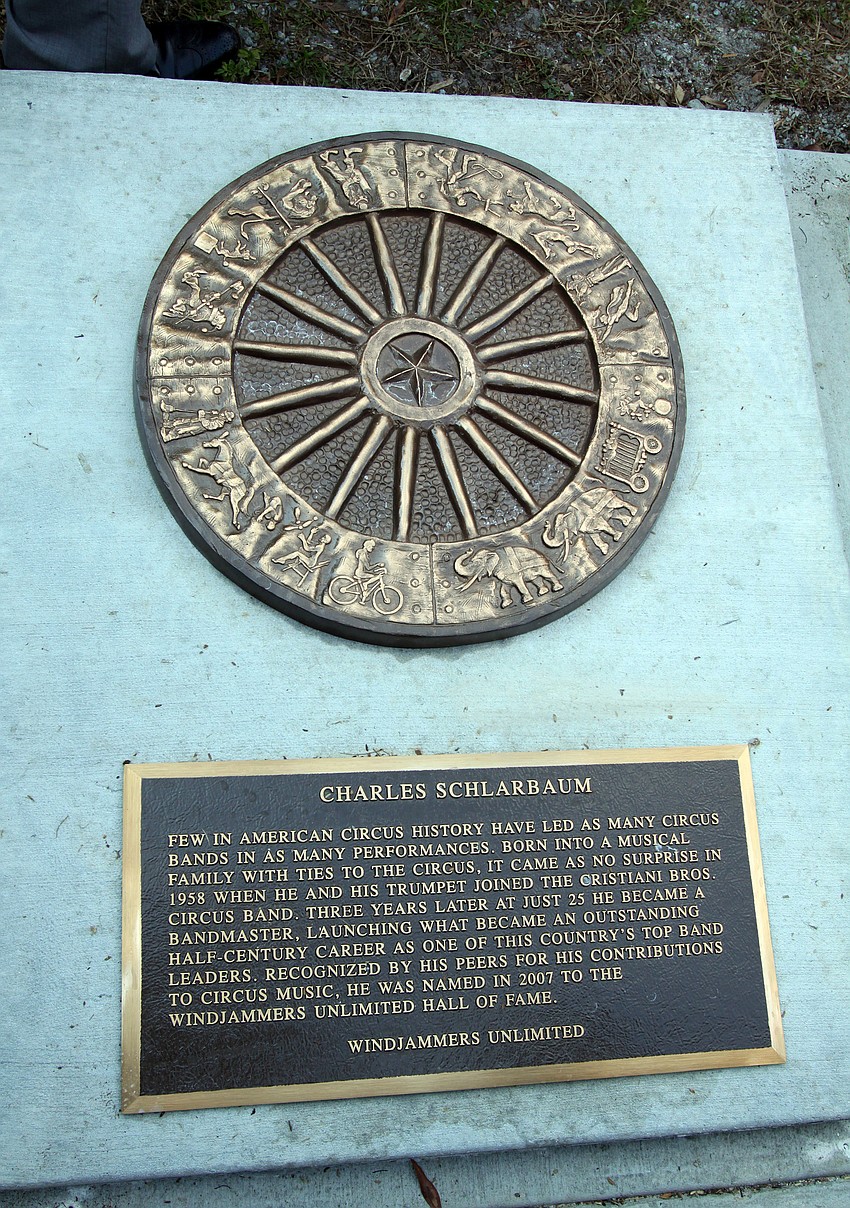 CHARLES SCHLARBAUM
FEW IN AMERICAN CIRCUS HISTORY HAVE LED AS MANY CIRCUS
BANDS IN AS MANY PERFORMANCES. BORN INTO A MUSICAL
FAMILY WITH TIES TO THE CIRCUS, IT CAME AS NO SURPRISE IN
1958 WHEN HE AND HIS TRUMPET JOINED THE CRISTIANI BROS.
CIRCUS BAND. THREE YEARS LATER AT JUST 25 HE BECAME A
BANDMASTER, LAUNCHING WHAT BECAME AN OUTSTANDING
HALF-CENTURY CAREER AS ONE OF THIS COUNTRY'S TOP BAND
LEADERS. RECOGNIZED BY HIS PEERS FOR HIS CONTRIBUTIONS
TO CIRCUS MUSIC, HE WAS NAMED IN 2007 TO THE
WINDJAMMERS UNLIMITED HALL OF FAME.
WINDJAMMERS UNLIMITED